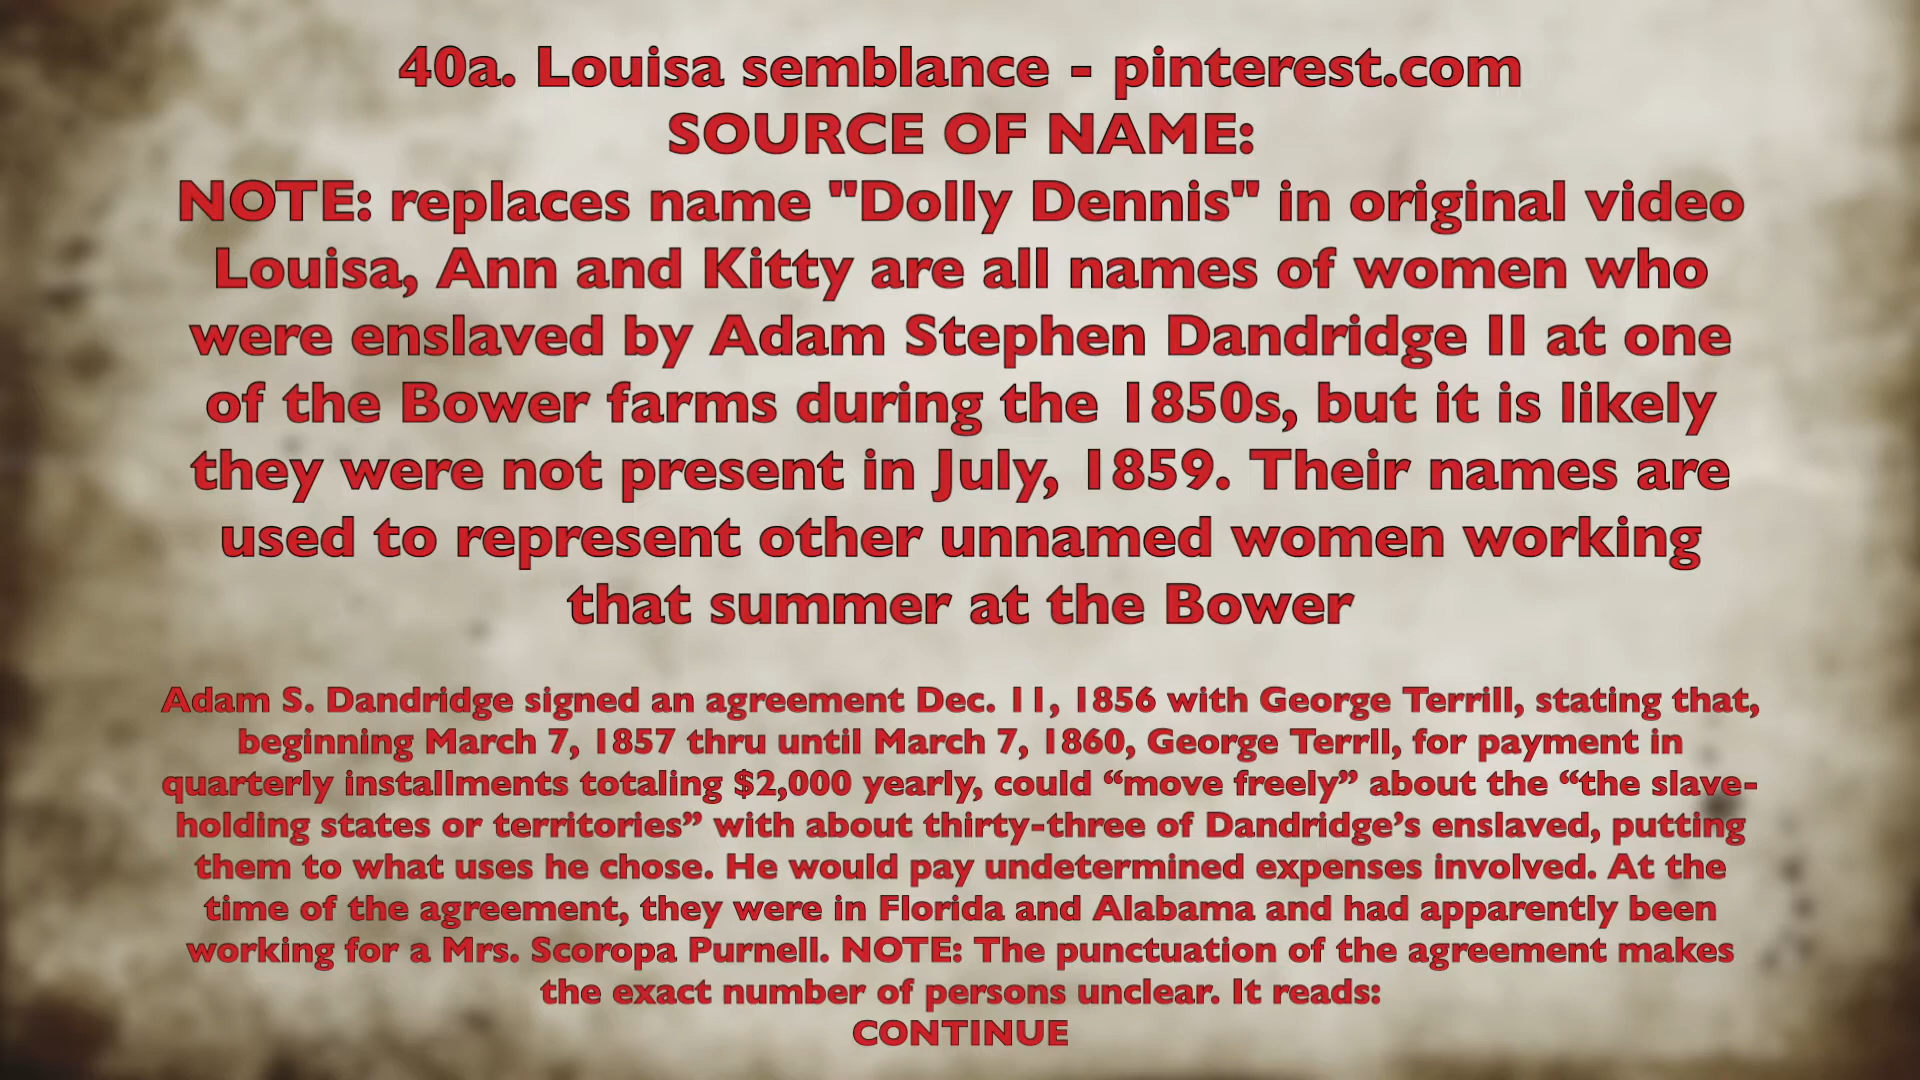 40a. Louisa semblance - pinterest.com
SOURCE OF NAME:
NOTE: replaces name "Dolly Dennis" in original video
Louisa, Ann and Kitty are all names of women who
were enslaved by Adam Stephen Dandridge II at one
of the Bower farms during the 1850s, but it is likely
they were not present in July, 1859. Their names are
used to represent other unnamed women working
that summer at the Bower
Adam S. Dandridge signed an agreement Dec. 11, 1856 with George Terrill, stating that,
beginning March 7, 1857 thru until March 7, 1860, George Terrll, for payment in
quarterly installments totaling $2,000 yearly, could “move freely” about the “the slave-
holding states or territories” with about thirty-three of Dandridge’s enslaved, putting
them to what uses he chose. He would pay undetermined expenses involved. At the
time of the agreement, they were in Florida and Alabama and had apparently been
working for a Mrs. Scoropa Purnell. NOTE: The punctuation of the agreement makes
the exact number of persons unclear. It reads:
CONTINUE